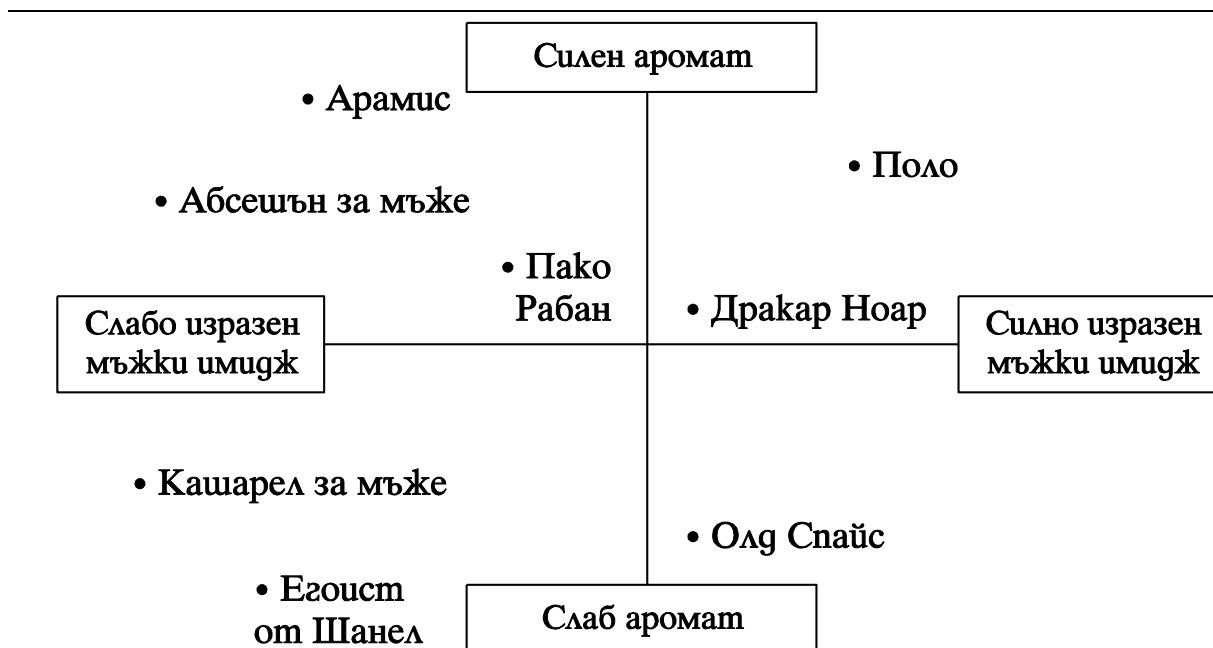 Силен аромат
• Арамис
• Поло
• Абсешън за мъже
• Пако
Рабан
• Дракар Ноар
Слабо изразен
мъжки имидж
Силно изразен
мъжки имидж
• Кашарел за мъже
• Олд Спайс
• Егоист
от Шанел
Слаб аромат